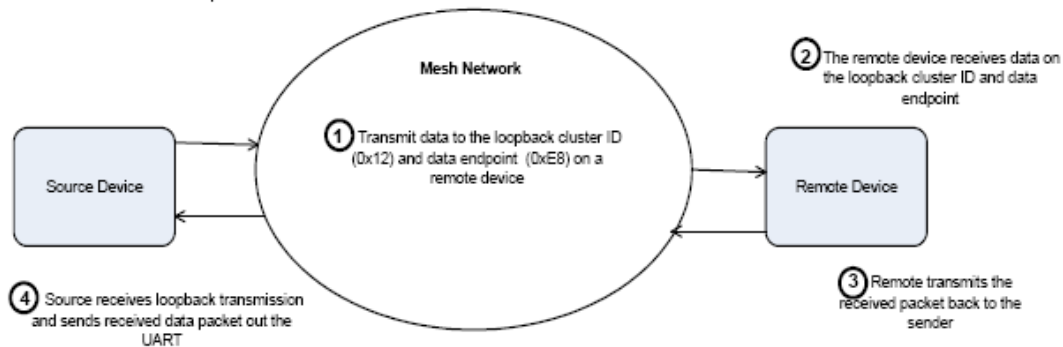 Mesh Network
Source Device
1 Transmit data to the loopback cluster ID
(0x12) and data endpoint (0xE8) on a
remote device
2 The remote device receives data on
the loopback cluster ID and data
endpoint
Remote Device
3 Remote transmits the
received packet back to the
sender
4 Source receives loopback transmission
and sends received data packet out the
UART